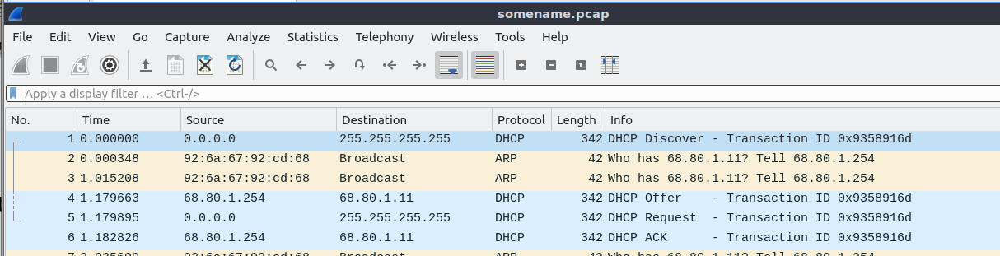 somename.pcap
File Edit View Go Capture Analyze Statistics Telephony Wireless Tools Help
Apply a display filter … <Ctrl-/>
No. Time Source Destination Protocol Length Info
1 0.000000 0.0.0.0 255.255.255.255 DHCP 342 DHCP Discover - Transaction ID 0x9358916d
2 0.000348 92:6a:67:92:cd:68 Broadcast ARP 42 Who has 68.80.1.11? Tell 68.80.1.254
3 1.015208 92:6a:67:92:cd:68 Broadcast ARP 42 Who has 68.80.1.11? Tell 68.80.1.254
4 1.179663 68.80.1.254 68.80.1.11 DHCP 342 DHCP Offer - Transaction ID 0x9358916d
5 1.179895 0.0.0.0 255.255.255.255 DHCP 342 DHCP Request - Transaction ID 0x9358916d
6 1.182826 68.80.1.254 68.80.1.11 DHCP 342 DHCP ACK - Transaction ID 0x9358916d